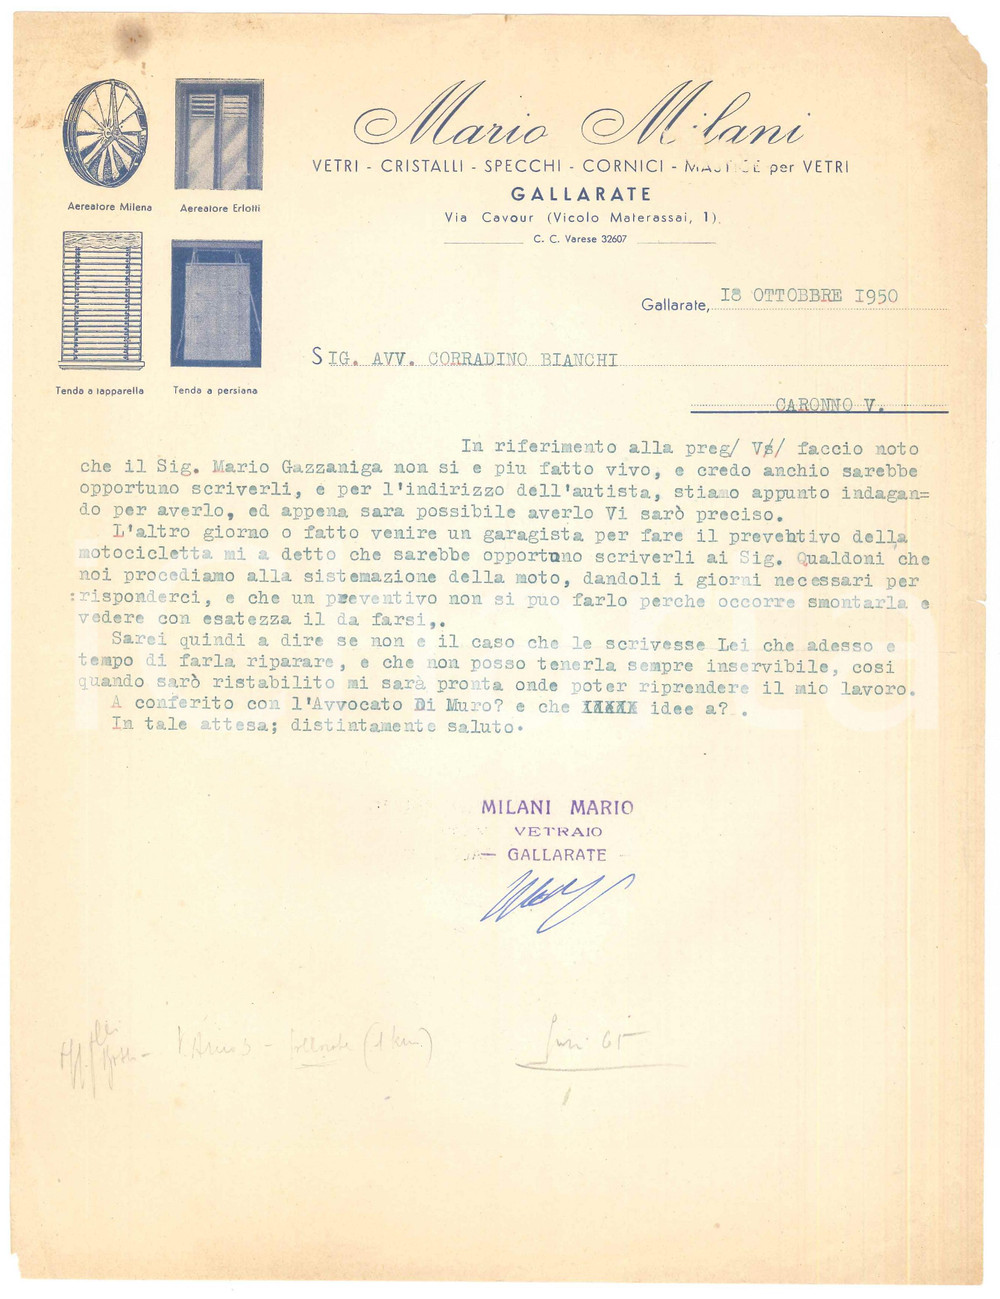 Mario Milani
VETRI - CRISTALLI - SPECCHI - CORNICI - MASTICE per VETRI
GALLARATE
Via Cavour (Vicolo Materassai, 1).
C. C. Varese 32607
Aereatore Milena
Aereatore Erlotti
Tenda a tapparella
Tenda a persiana
Gallarate, 18 OTTOBBRE 1950
SIG. AVV. CORRADINO BIANCHI
CARONNO V.
In riferimento alla preg/ Vs/ faccio noto
che il Sig. Mario Gazzaniga non si e piu fatto vivo, e credo anchio sarebbe
opportuno scriverli, e per l'indirizzo dell'autista, stiamo appunto indagan=
do per averlo, ed appena sara possibile averlo Vi sarò preciso.
L'altro giorno o fatto venire un garagista per fare il preventivo della
motocicletta mi a detto che sarebbe opportuno scriverli ai Sig. Qualdoni che
noi procediamo alla sistemazione della moto, dandoli i giorni necessari per
:risponderci, e che un preventivo non si puo farlo perche occorre smontarla e
vedere con esatezza il da farsi,.
Sarei quindi a dire se non e il caso che le scrivesse Lei che adesso e
tempo di farla riparare, e che non posso tenerla sempre inservibile, cosi
quando sarò ristabilito mi sarà pronta onde poter riprendere il mio lavoro.
A conferito con l'Avvocato Di Muro? e che XXXXX idee a? .
In tale attesa; distintamente saluto.
MILANI MARIO
VETRAIO
— GALLARATE -
(1 km.)
65